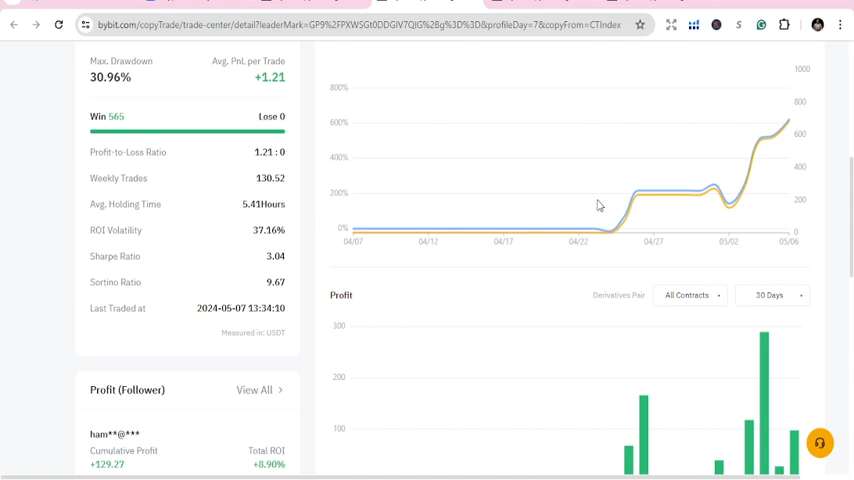 bybit.com/copyTrade/trade-center/detail?leaderMark=GP9%2FPXWSGt0DDGlV7QIG%2Bg%3D%3D&profileDay=7&copyFrom=CTIndex
Max. Drawdown
Avg. PnL per Trade
30.96%
+1.21
Win 565
Lose 0
Profit-to-Loss Ratio
1.21 : 0
Weekly Trades
130.52
Avg. Holding Time
5.41Hours
ROI Volatility
37.16%
Sharpe Ratio
3.04
Sortino Ratio
9.67
Last Traded at
2024-05-07 13:34:10
Measured in: USDT
Profit (Follower)
View All
ham**@***
Cumulative Profit
Total ROI
+129.27
+8.90%
1000
800%
800
600%
600
400%
400
200%
200
0%
0
04/07
04/12
04/17
04/22
04/27
05/02
05/06
Profit
Derivatives Pair
All Contracts
30 Days
300
200
100